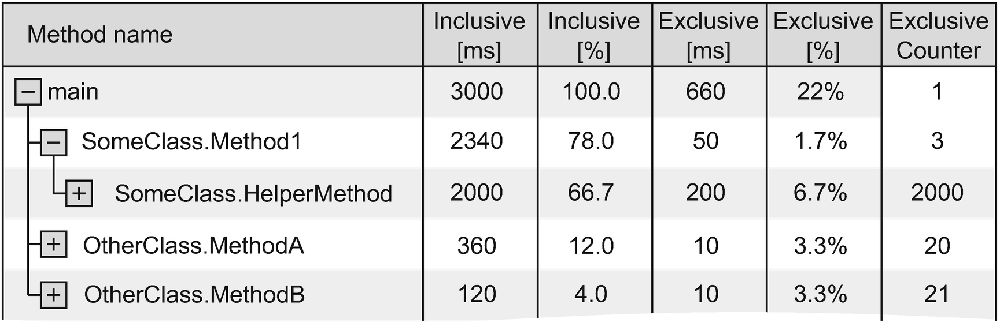 Method name Inclusive [ms] Inclusive [%] Exclusive [ms] Exclusive [%] Exclusive Counter
− main 3000 100.0 660 22% 1
− SomeClass.Method1 2340 78.0 50 1.7% 3
+ SomeClass.HelperMethod 2000 66.7 200 6.7% 2000
+ OtherClass.MethodA 360 12.0 10 3.3% 20
+ OtherClass.MethodB 120 4.0 10 3.3% 21